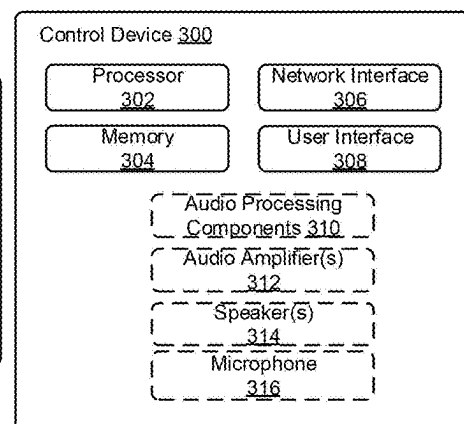 Control Device 300
Processor
302
Network Interface
306
Memory
304
User Interface
308
Audio Processing
Components 310
Audio Amplifier(s)
312
Speaker(s)
314
Microphone
316